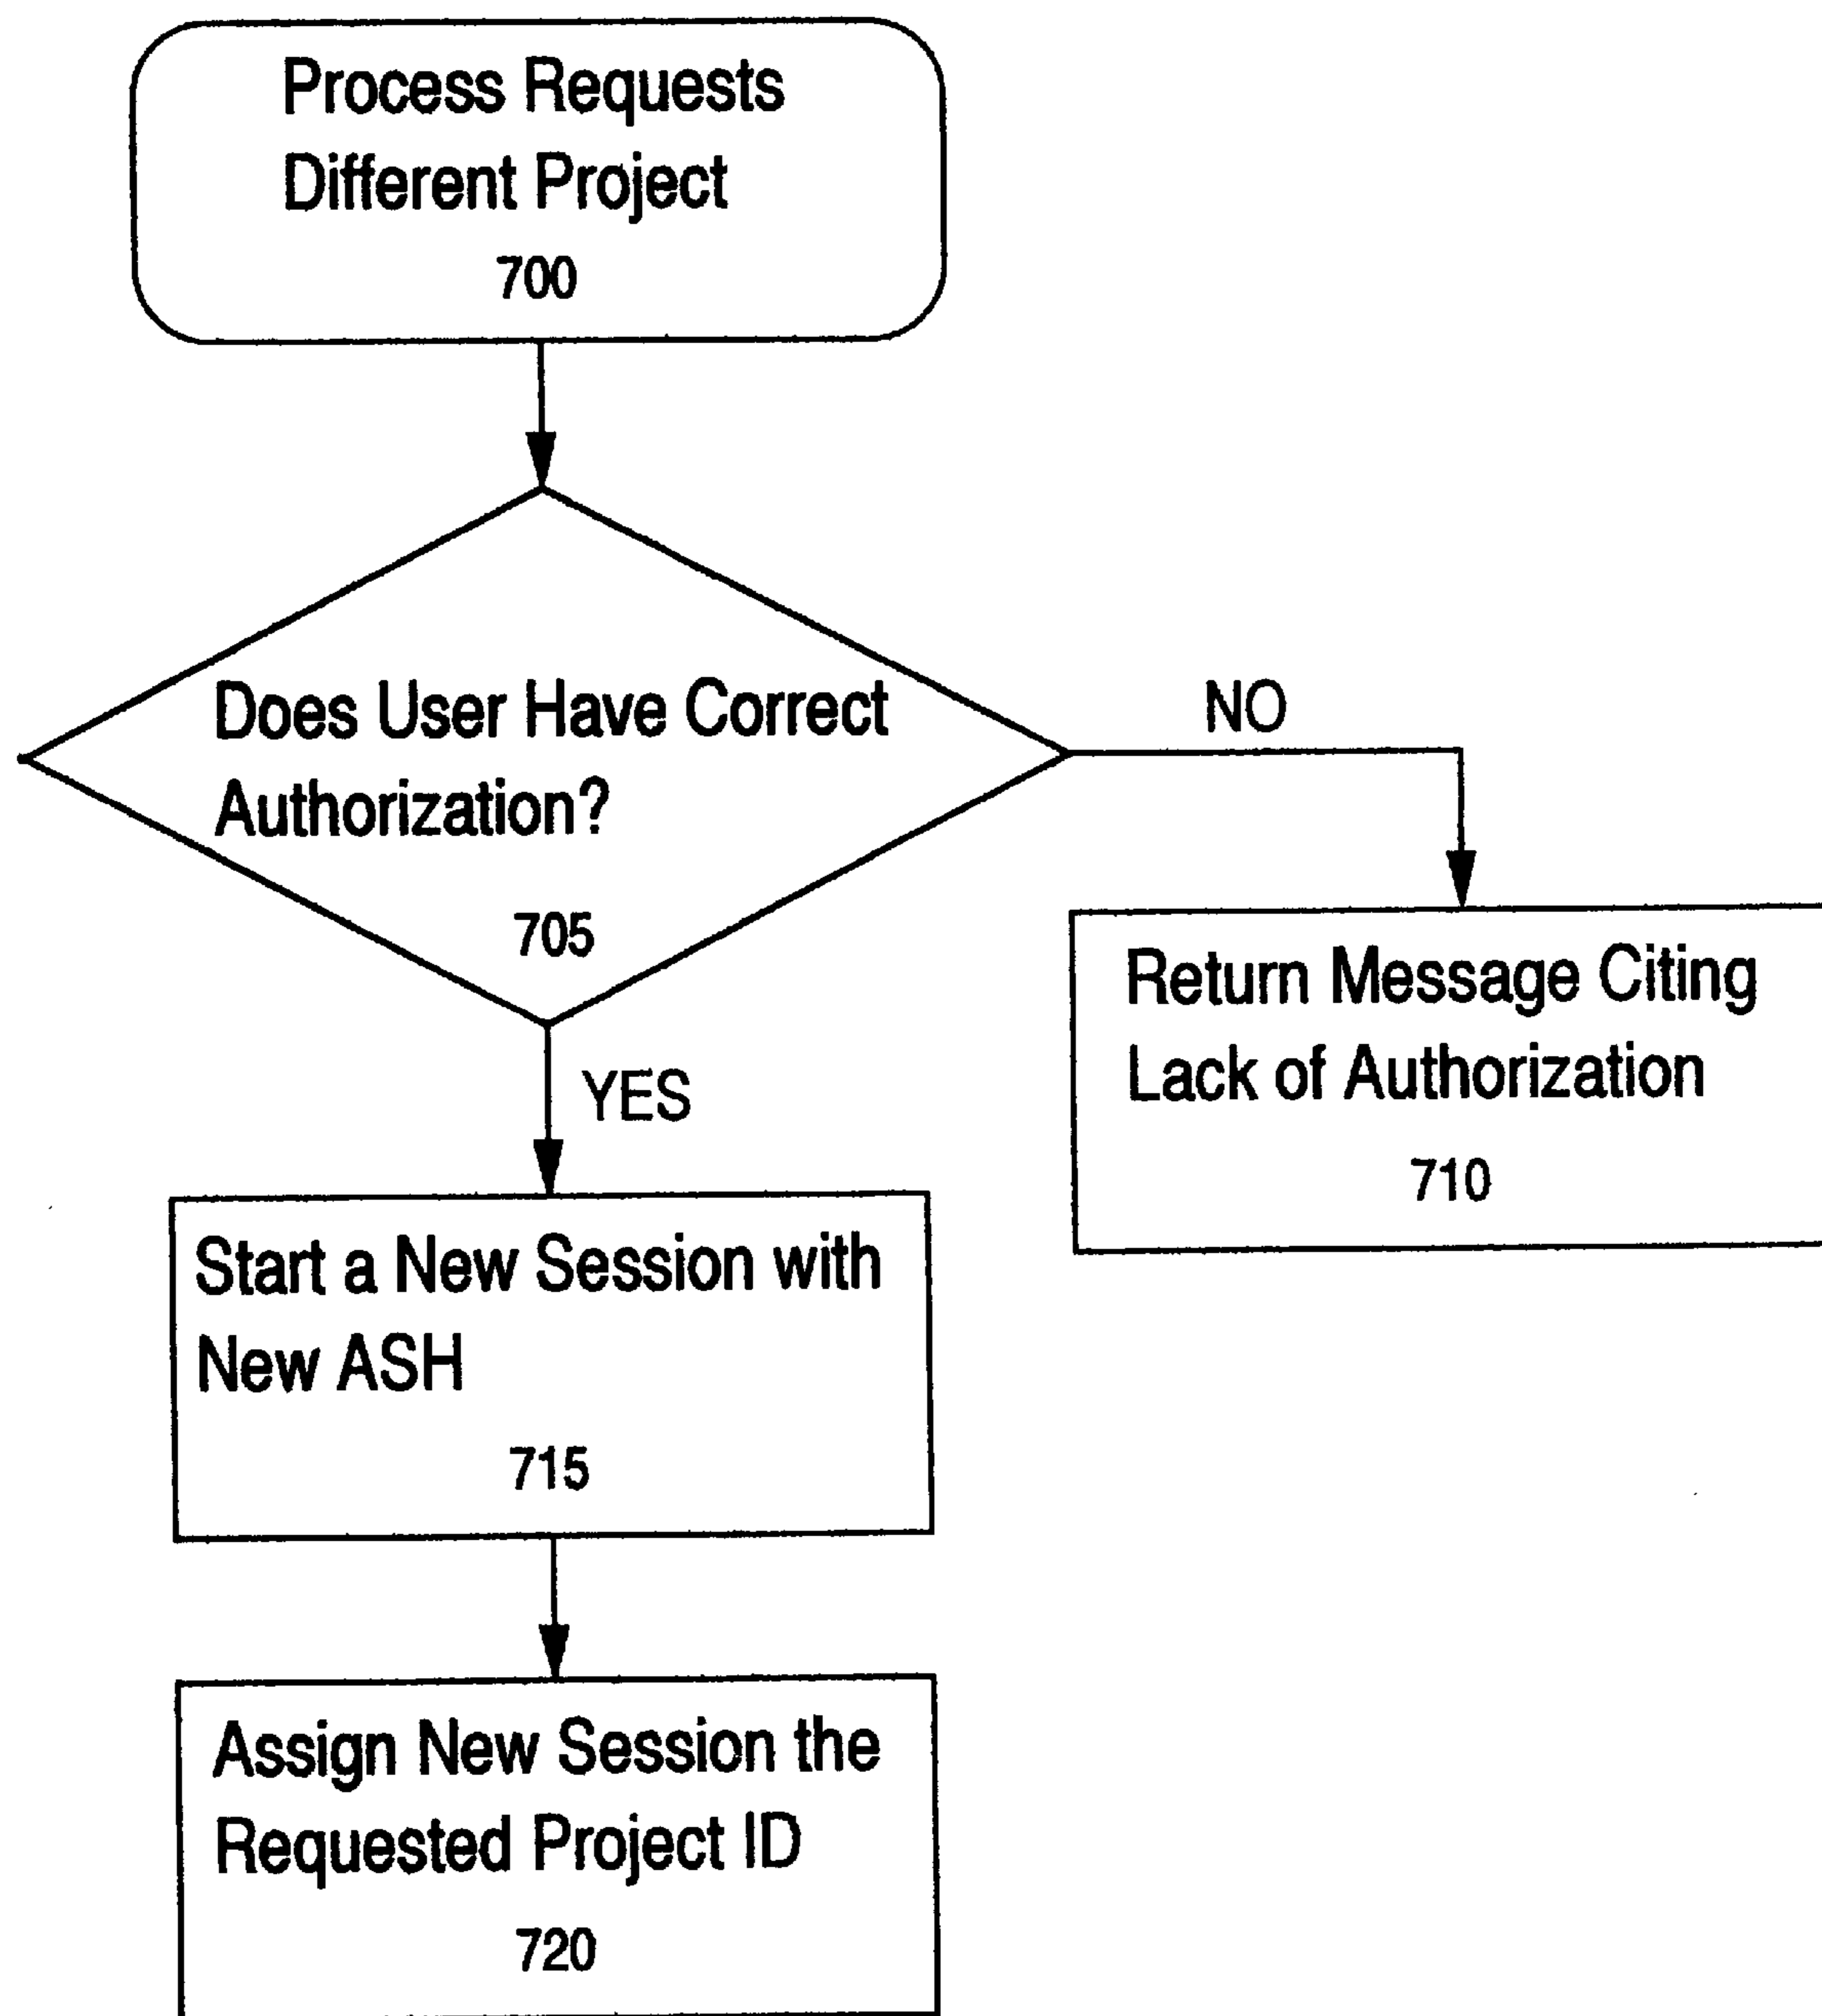 Process Requests
Different Project
700
Does User Have Correct
Authorization?
705
NO
YES
Return Message Citing
Lack of Authorization
710
Start a New Session with
New ASH
715
Assign New Session the
Requested Project ID
720